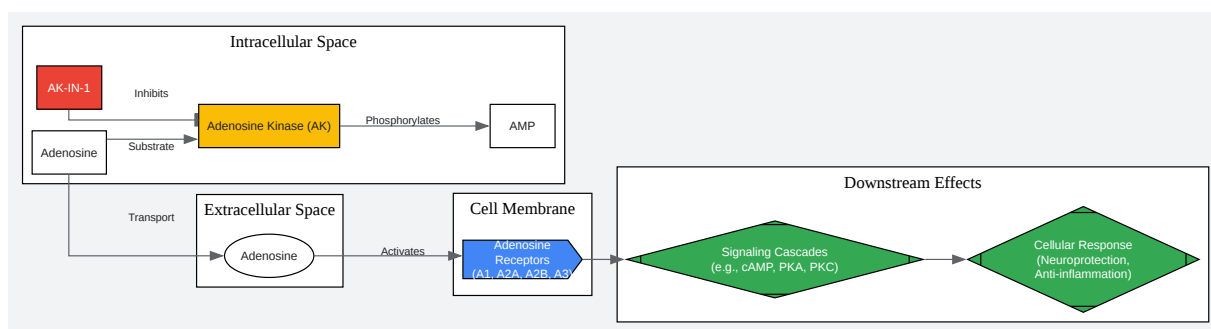 Intracellular Space
AK-IN-1
Inhibits
Adenosine Kinase (AK)
Phosphorylates
AMP
Adenosine
Substrate
Transport
Extracellular Space
Adenosine
Activates
Cell Membrane
Adenosine
Receptors
(A1, A2A, A2B, A3)
Downstream Effects
Signaling Cascades
(e.g., cAMP, PKA, PKC)
Cellular Response
(Neuroprotection,
Anti-inflammation)